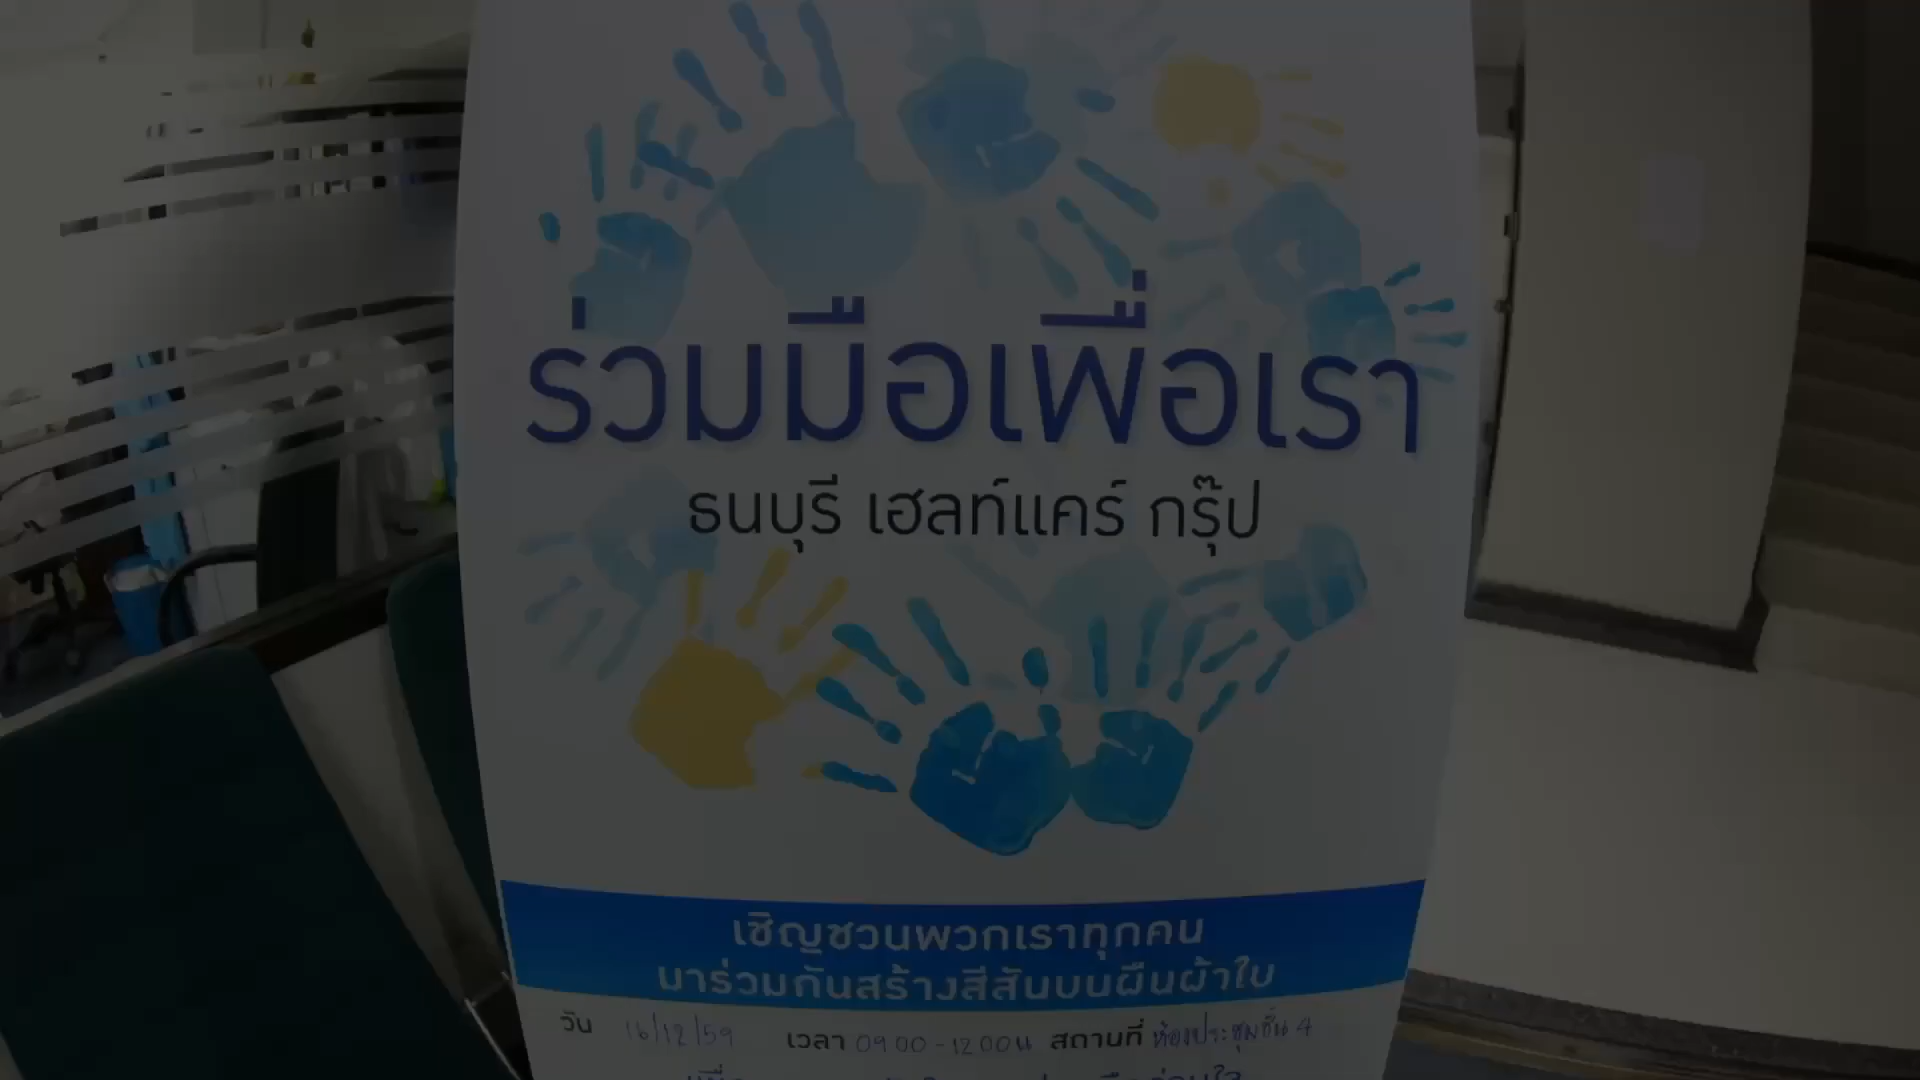 ร่วมมือเพื่อเรา
ธนบุรี เฮลท์แคร์ กรุ๊ป
เชิญชวนพวกเราทุกคน
มาร่วมกันสร้างสีสันบนผืนผ้าใบ
วัน 16/12/59 เวลา 09.00 - 12.00 น สถานที่ ห้องประชุมชั้น 4